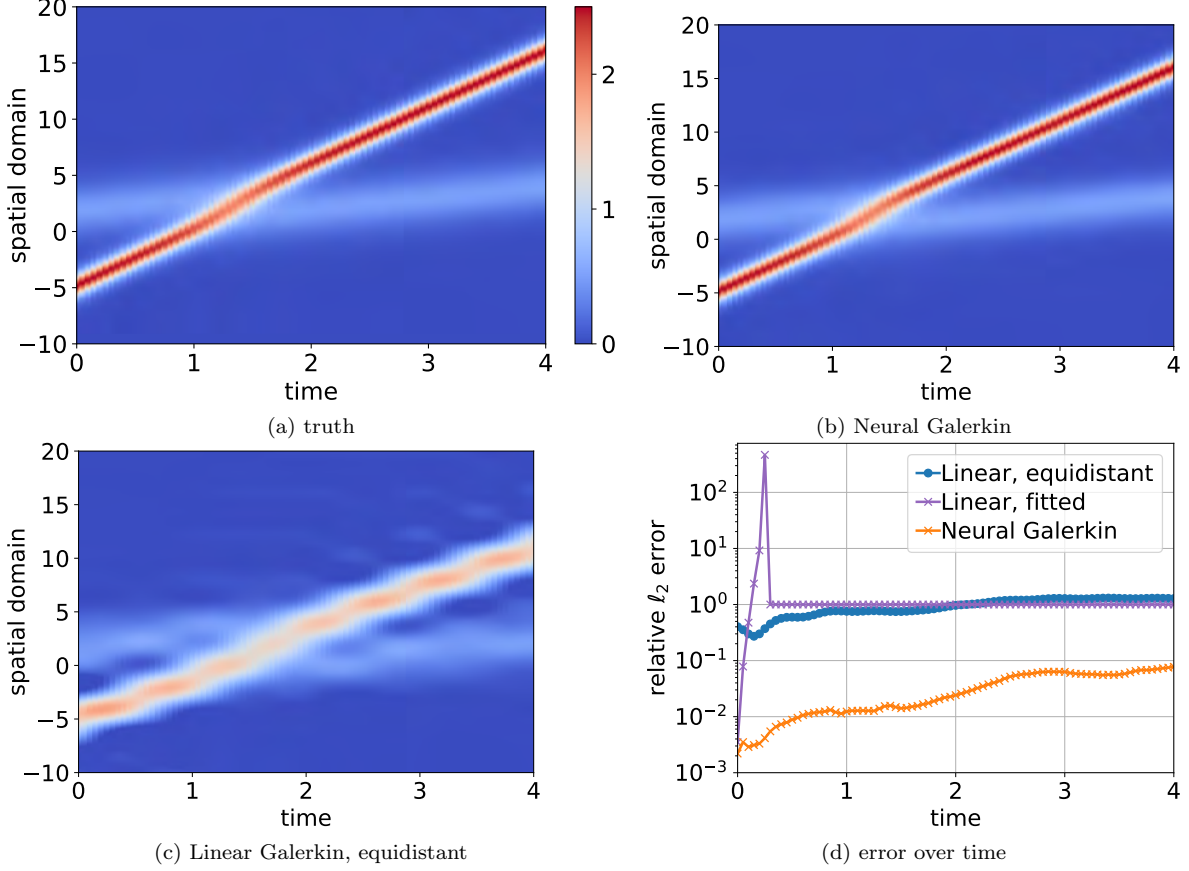 20
15
10
5
0
−5
−10
0 1 2 3 4
spatial domain
time
2
1
0
(a) truth
20
15
10
5
0
−5
−10
0 1 2 3 4
spatial domain
time
(b) Neural Galerkin
20
15
10
5
0
−5
−10
0 1 2 3 4
spatial domain
time
(c) Linear Galerkin, equidistant
10²
10¹
10⁰
10⁻¹
10⁻²
10⁻³
0 1 2 3 4
relative ℓ₂ error
Linear, equidistant
Linear, fitted
Neural Galerkin
time
(d) error over time